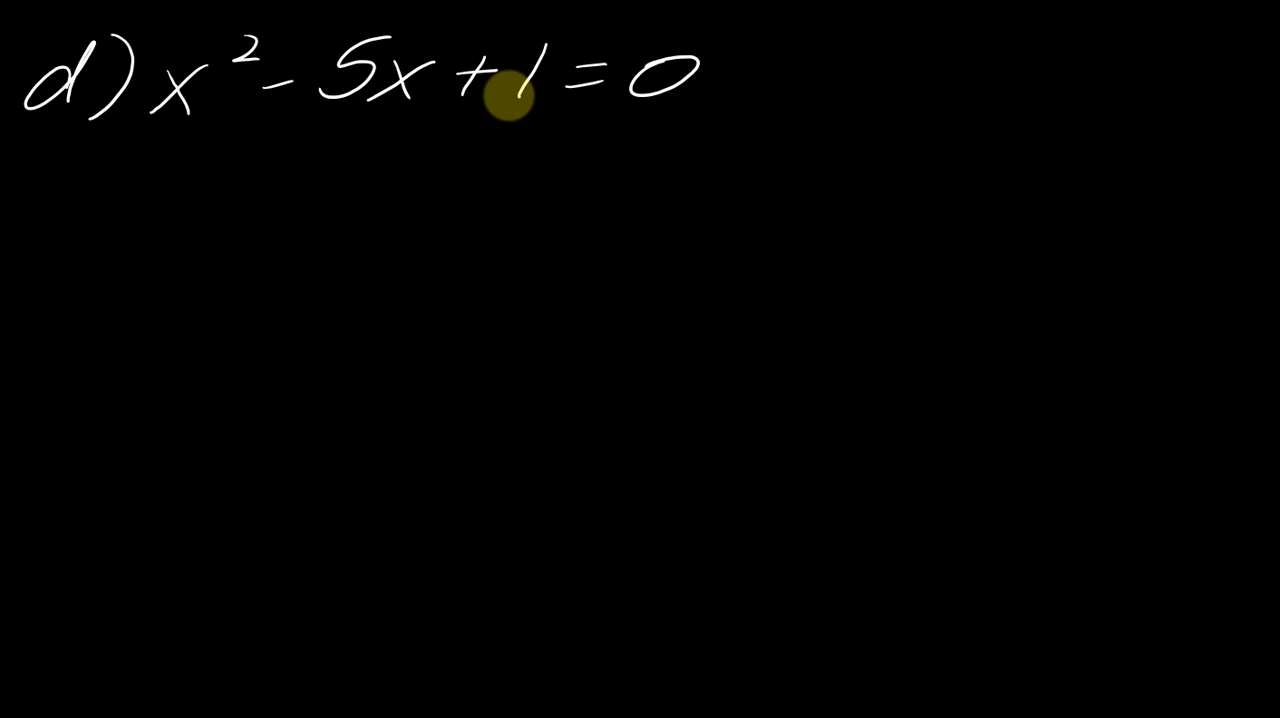 d) x² - 5x + 1 = 0